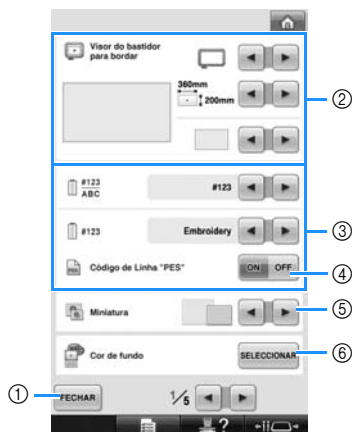 Visor do bastidor
para bordar
360mm
200mm
②
#123
ABC
#123
#123
Embroidery
③
PES
Código de Linha "PES"
ON OFF
④
Miniatura
⑤
Cor de fundo
SELECCIONAR
⑥
①
FECHAR
1/5
?